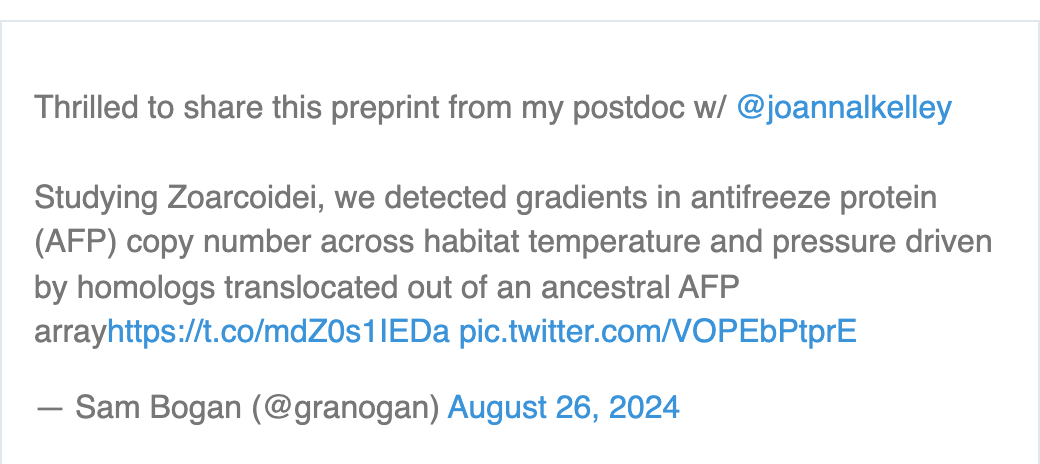 Thrilled to share this preprint from my postdoc w/ @joannalkelley
Studying Zoarcoidei, we detected gradients in antifreeze protein
(AFP) copy number across habitat temperature and pressure driven
by homologs translocated out of an ancestral AFP
arrayhttps://t.co/mdZ0s1IEDa pic.twitter.com/VOPEbPtprE
— Sam Bogan (@granogan) August 26, 2024